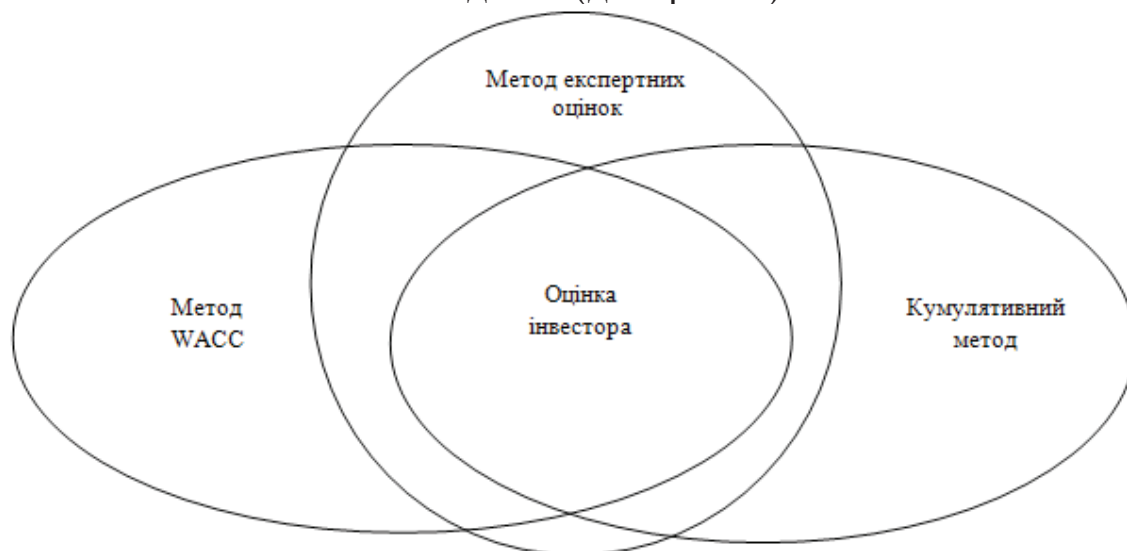 Метод експертних
оцінок
Метод
WACC
Оцінка
інвестора
Кумулятивний
метод